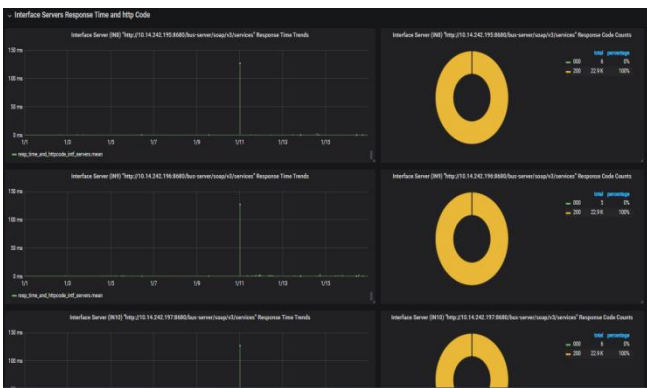 Interface Servers Response Time and http Code
Interface Server (IN8) "http://10.14.242.195:8680/bus-server/soap/v3/services" Response Time Trends
150 ms
100 ms
50 ms
0 ms
1/1 1/3 1/5 1/7 1/9 1/11 1/13 1/15
resp_time_and_httpcode_intf_servers.mean
Interface Server (IN8) "http://10.14.242.195:8680/bus-server/soap/v3/services" Response Code Counts
total percentage
000 6 0%
200 22.9 K 100%
Interface Server (IN9) "http://10.14.242.196:8680/bus-server/soap/v3/services" Response Time Trends
150 ms
100 ms
50 ms
0 ms
1/1 1/3 1/5 1/7 1/9 1/11 1/13 1/15
resp_time_and_httpcode_intf_servers.mean
Interface Server (IN9) "http://10.14.242.196:8680/bus-server/soap/v3/services" Response Code Counts
total percentage
000 5 0%
200 22.9 K 100%
Interface Server (IN10) "http://10.14.242.197:8680/bus-server/soap/v3/services" Response Time Trends
150 ms
100 ms
Interface Server (IN10) "http://10.14.242.197:8680/bus-server/soap/v3/services" Response Code Counts
total percentage
000 6 0%
200 22.9 K 100%